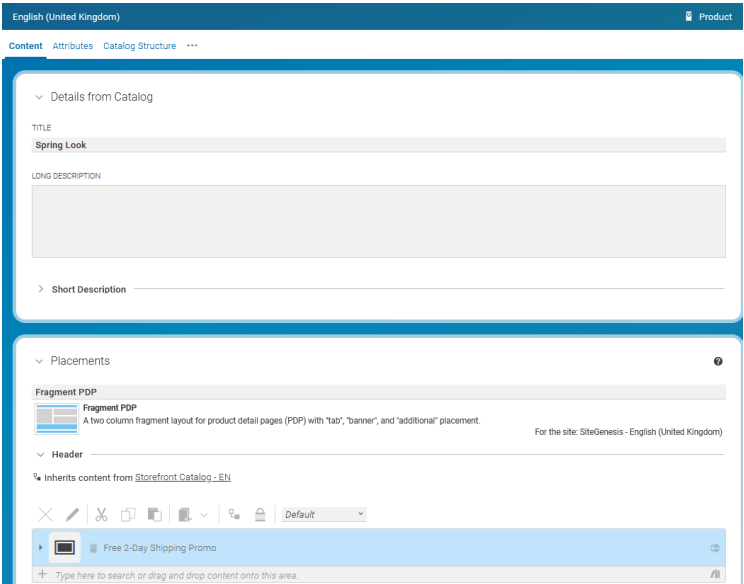 English (United Kingdom) Product
Content Attributes Catalog Structure ...
Details from Catalog
TITLE
Spring Look
LONG DESCRIPTION
Short Description
Placements
Fragment PDP
Fragment PDP
A two column fragment layout for product detail pages (PDP) with "tab", "banner", and "additional" placement.
For the site: SiteGenesis - English (United Kingdom)
Header
Inherits content from Storefront Catalog - EN
Default
Free 2-Day Shipping Promo
Type here to search or drag and drop content onto this area.